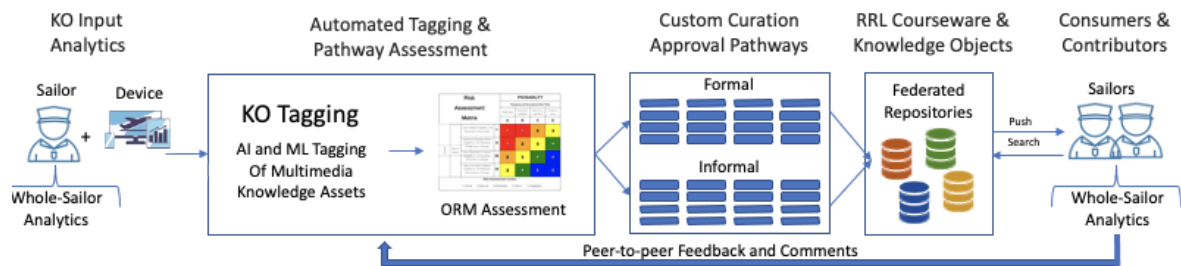 KO Input
Analytics
Automated Tagging &
Pathway Assessment
Custom Curation
Approval Pathways
RRL Courseware &
Knowledge Objects
Consumers &
Contributors
Sailor
Device
+
Whole-Sailor
Analytics
KO Tagging
AI and ML Tagging
Of Multimedia
Knowledge Assets
Risk
Assessment
Matrix
PROBABILITY
ORM Assessment
Formal
Informal
Federated
Repositories
Push
Search
Sailors
Whole-Sailor
Analytics
Peer-to-peer Feedback and Comments